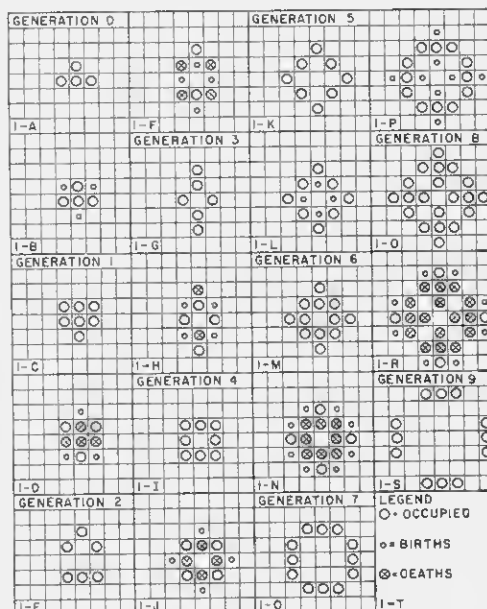 GENERATION 0
1-A
1-B
GENERATION 1
1-C
1-D
GENERATION 2
1-E
1-F
GENERATION 3
1-G
1-H
GENERATION 4
1-I
1-J
GENERATION 5
1-K
1-L
GENERATION 6
1-M
1-N
GENERATION 7
1-O
1-P
GENERATION 8
1-Q
1-R
GENERATION 9
1-S
LEGEND
= OCCUPIED
= BIRTHS
= DEATHS
1-T